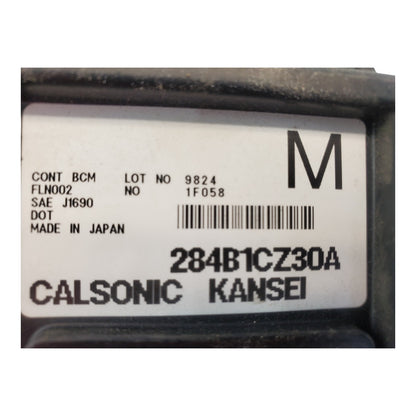 M
CONT BCM LOT NO 9824
FLN002 NO 1F058
SAE J1690
DOT
MADE IN JAPAN
284B1CZ30A
CALSONIC KANSEI